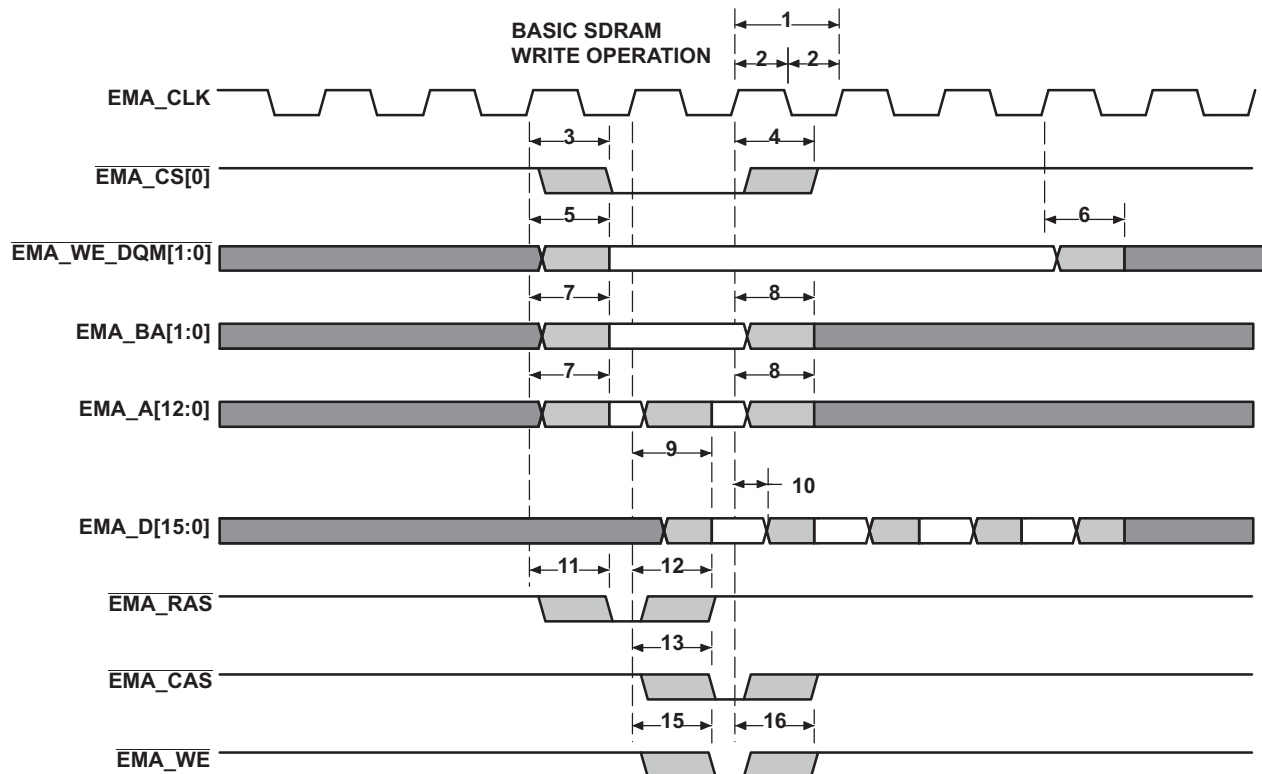 1
BASIC SDRAM
WRITE OPERATION
2 2
EMA_CLK
3 4
EMA_CS[0]
5 6
EMA_WE_DQM[1:0]
7 8
EMA_BA[1:0]
7 8
EMA_A[12:0]
9
10
EMA_D[15:0]
11 12
EMA_RAS
13
EMA_CAS
15 16
EMA_WE